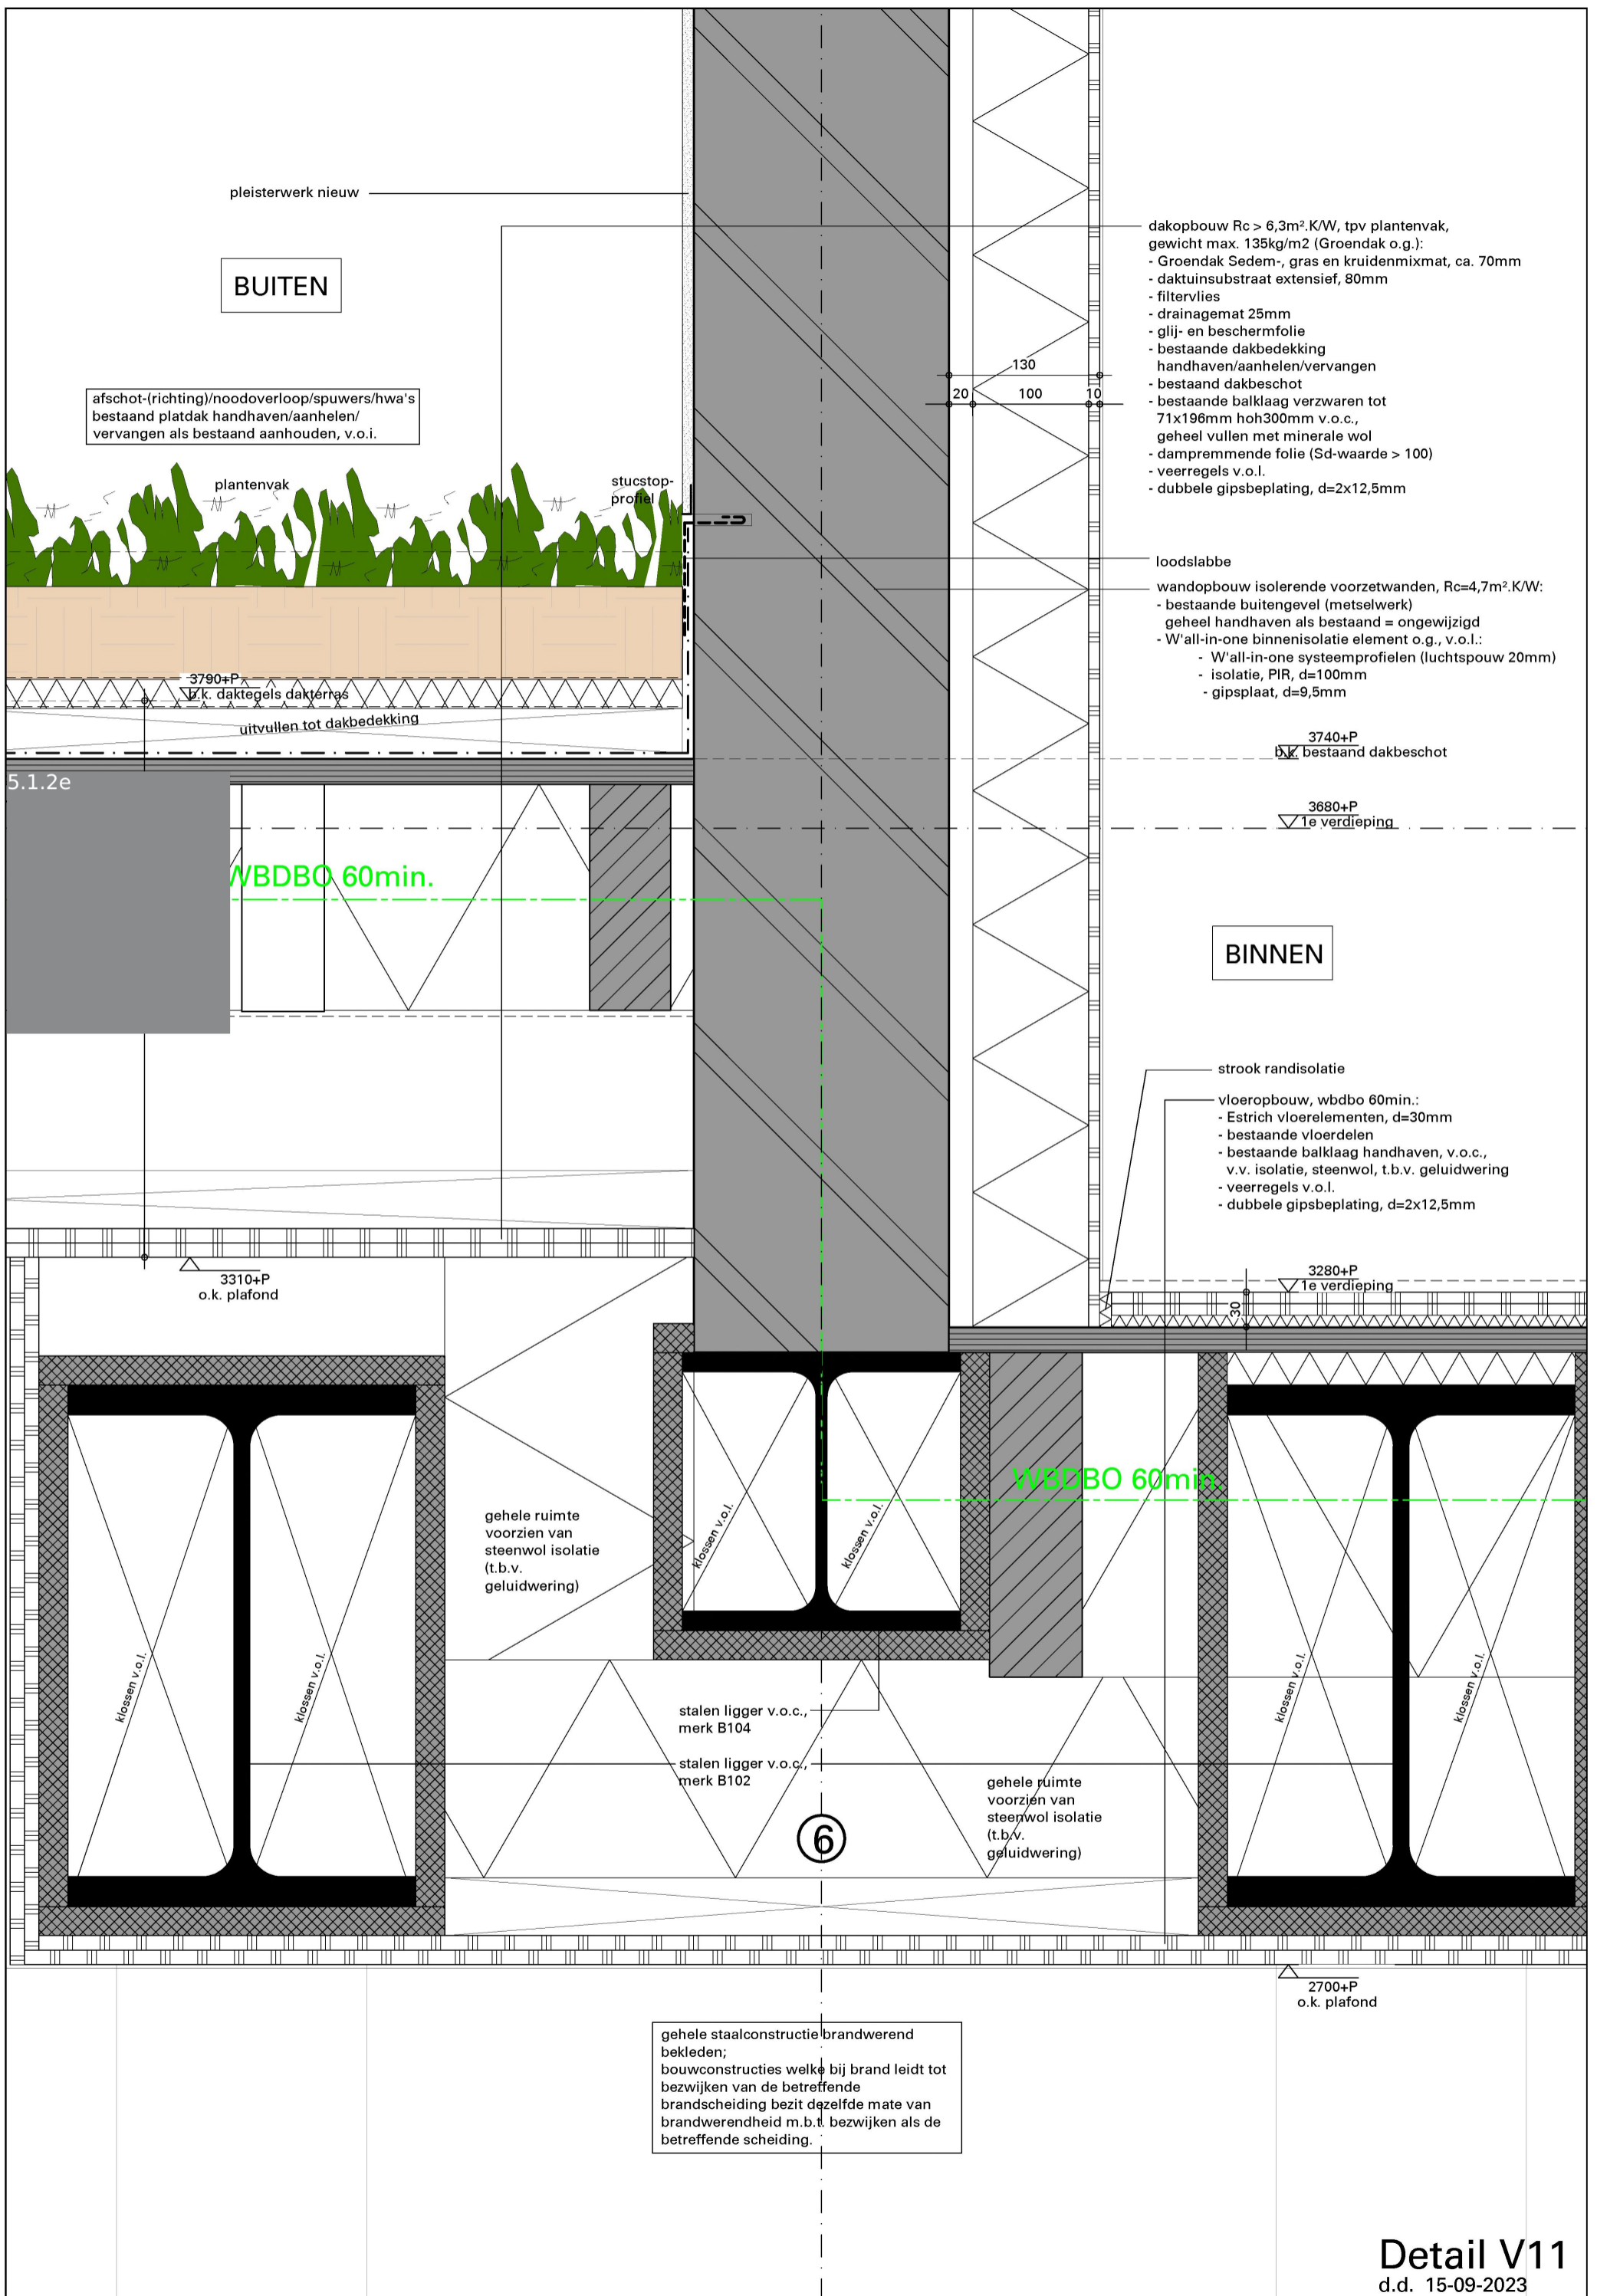 pleisterwerk nieuw
BUITEN
afschot-(richting)/noodoverloop/spuwers/hwa's
bestaand platdak handhaven/aanhelen/
vervangen als bestaand aanhouden, v.o.i.
plantenvak
stucstop-
profiel
dakopbouw Rc > 6,3m².K/W, tpv plantenvak,
gewicht max. 135kg/m2 (Groendak o.g.):
- Groendak Sedem-, gras en kruidenmixmat, ca. 70mm
- daktuinsubstraat extensief, 80mm
- filtervlies
- drainagemat 25mm
- glij- en beschermfolie
- bestaande dakbedekking
handhaven/aanhelen/vervangen
- bestaand dakbeschot
- bestaande balklaag verzwaren tot
71x196mm hoh300mm v.o.c.,
geheel vullen met minerale wol
- dampremmende folie (Sd-waarde > 100)
- veerregels v.o.l.
- dubbele gipsbeplating, d=2x12,5mm
130
20
100
10
loodslabbe
wandopbouw isolerende voorzetwanden, Rc=4,7m².K/W:
- bestaande buitengevel (metselwerk)
geheel handhaven als bestaand = ongewijzigd
- W'all-in-one binnenisolatie element o.g., v.o.l.:
- W'all-in-one systeemprofielen (luchtspouw 20mm)
- isolatie, PIR, d=100mm
- gipsplaat, d=9,5mm
3790+P
b.k. daktegels dakterras
uitvullen tot dakbedekking
3740+P
b.k. bestaand dakbeschot
5.1.2e
3680+P
1e verdieping
WBDBO 60min.
BINNEN
strook randisolatie
vloeropbouw, wbdbo 60min.:
- Estrich vloerelementen, d=30mm
- bestaande vloerdelen
- bestaande balklaag handhaven, v.o.c.,
v.v. isolatie, steenwol, t.b.v. geluidwering
- veerregels v.o.l.
- dubbele gipsbeplating, d=2x12,5mm
3310+P
o.k. plafond
3280+P
1e verdieping
30
WBDBO 60min.
gehele ruimte
voorzien van
steenwol isolatie
(t.b.v.
geluidwering)
klossen v.o.l.
klossen v.o.l.
klossen v.o.l.
klossen v.o.l.
klossen v.o.l.
klossen v.o.l.
stalen ligger v.o.c.,
merk B104
stalen ligger v.o.c.,
merk B102
gehele ruimte
voorzien van
steenwol isolatie
(t.b.v.
geluidwering)
6
2700+P
o.k. plafond
gehele staalconstructie brandwerend
bekleden;
bouwconstructies welke bij brand leidt tot
bezwijken van de betreffende
brandscheiding bezit dezelfde mate van
brandwerendheid m.b.t. bezwijken als de
betreffende scheiding.
Detail V11
d.d. 15-09-2023